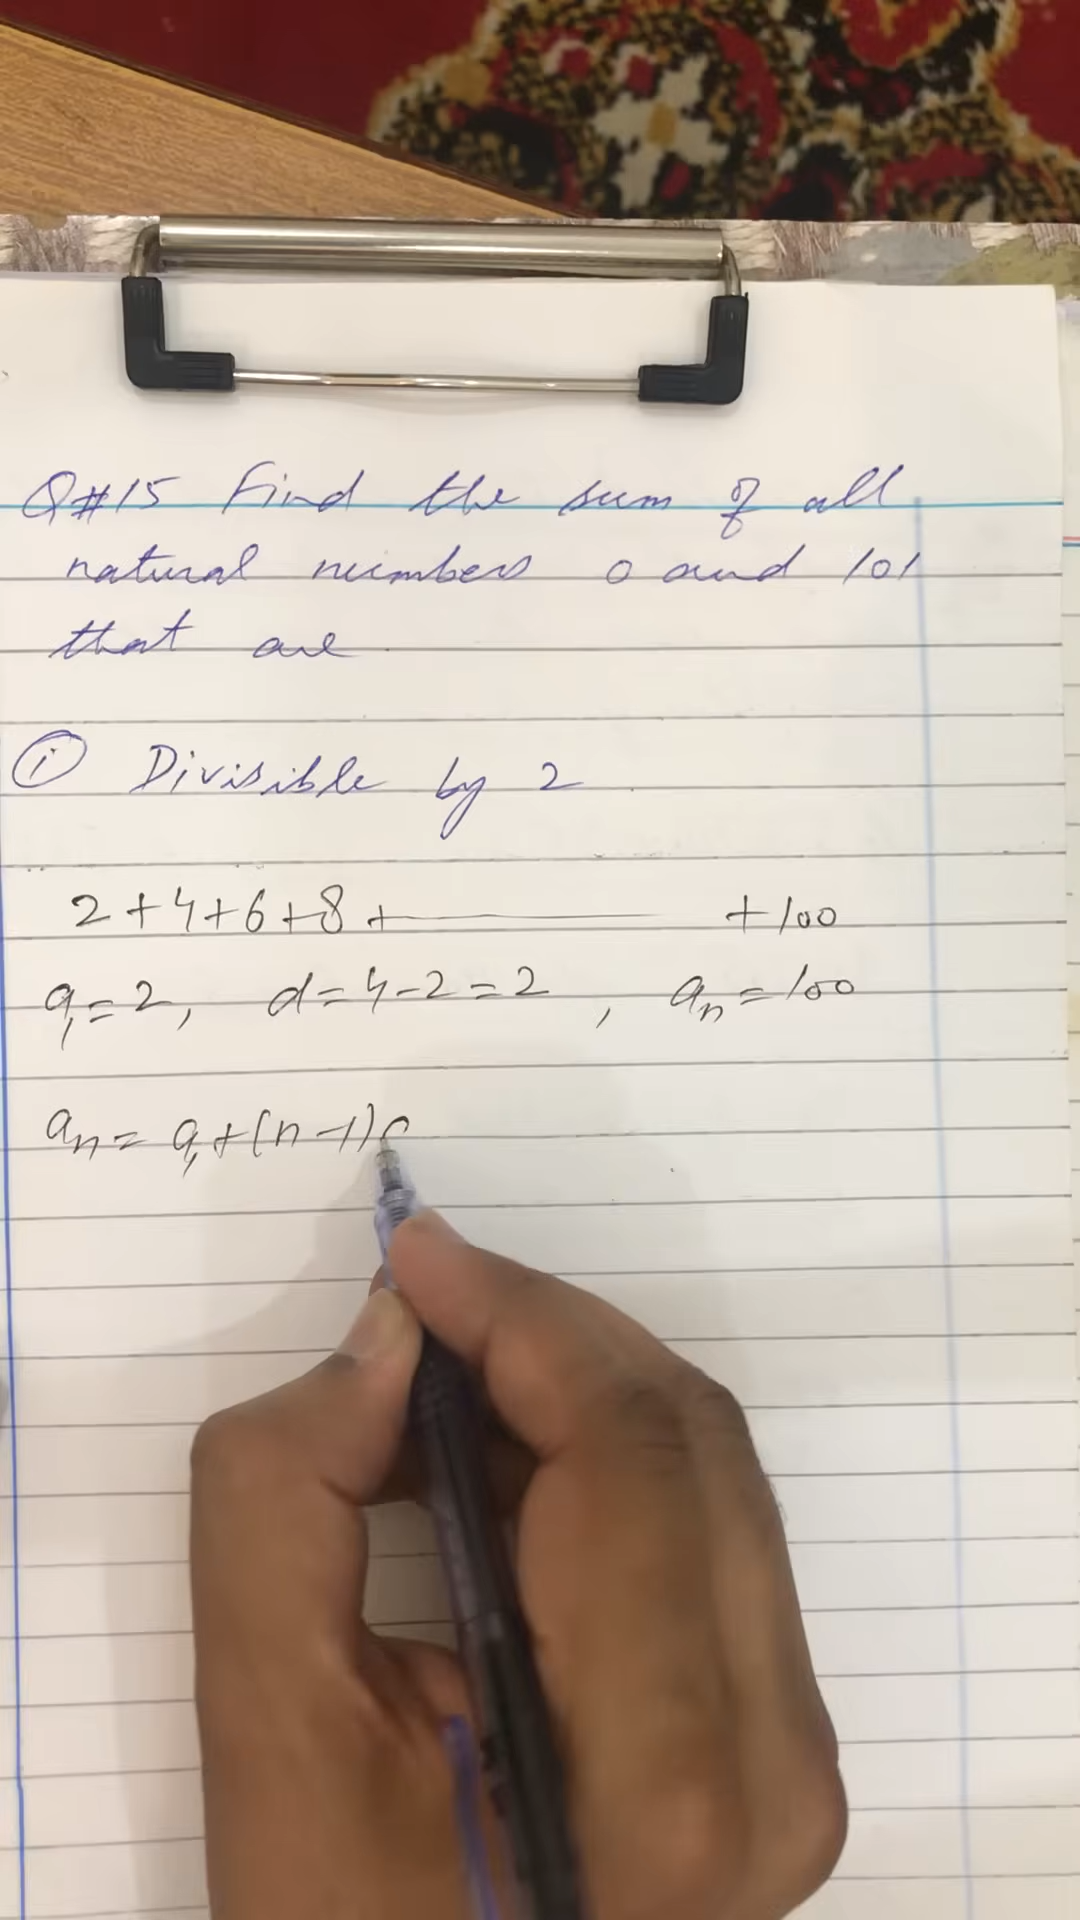 Q#15 Find the sum of all
natural numbers 0 and 101
that are
(i) Divisible by 2
2+4+6+8+ ———— +100
a₁=2, d=4-2=2, aₙ=100
aₙ= a₁+(n-1)